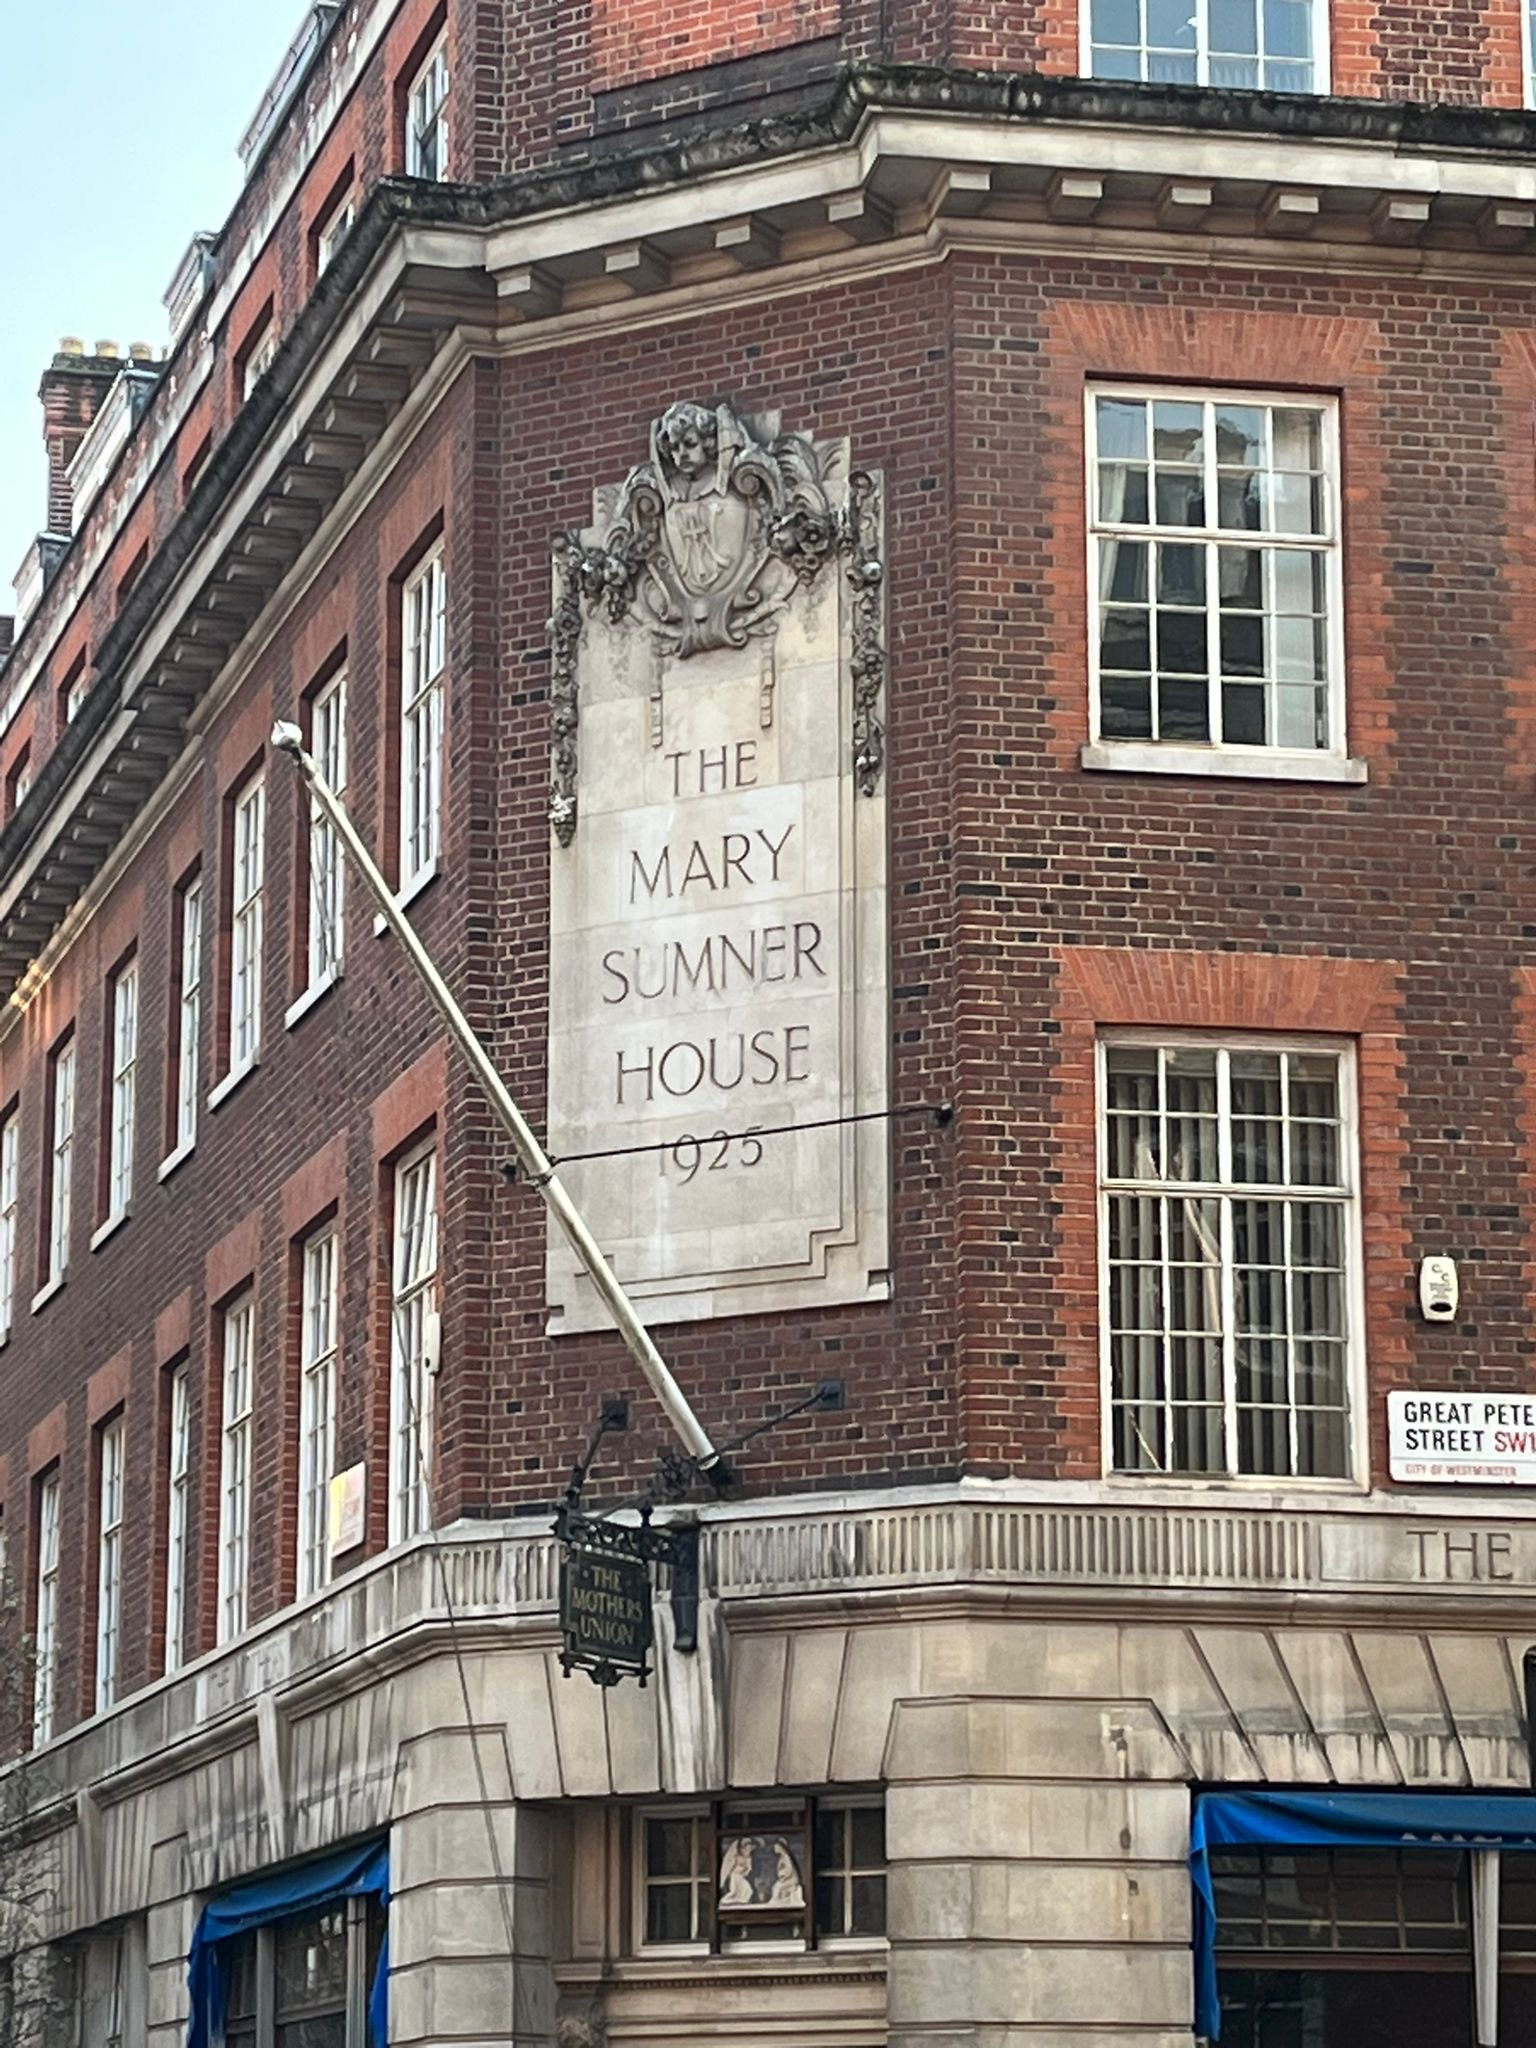 THE
MARY
SUMNER
HOUSE
1925
GREAT PETE
STREET SW1
CITY OF WESTMINSTER
THE
THE
MOTHERS
UNION